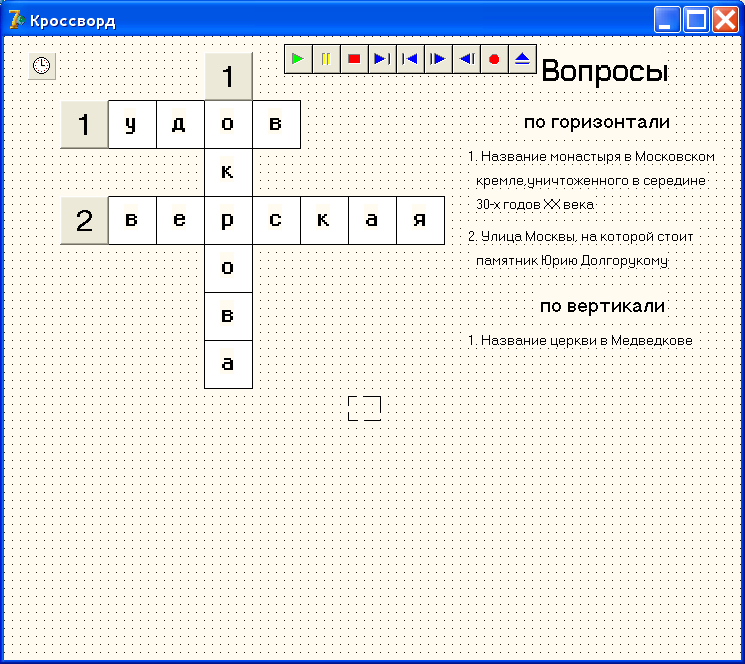 Кроссворд
Вопросы
1
1 у д о в
к
2 в е р с к а я
о
в
а
по горизонтали
1. Название монастыря в Московском
кремле,уничтоженного в середине
30-х годов XX века
2. Улица Москвы, на которой стоит
памятник Юрию Долгорукому
по вертикали
1. Название церкви в Медведкове